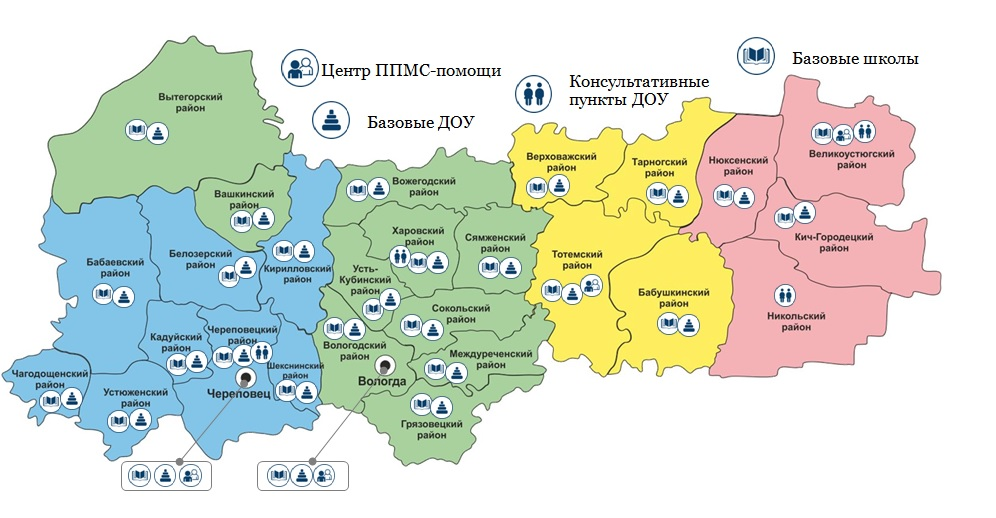 Центр ППМС-помощи
Базовые ДОУ
Консультативные
пункты ДОУ
Базовые школы
Вытегорский
район
Вашкинский
район
Вожегодский
район
Верховажский
район
Тарногский
район
Нюксенский
район
Великоустюгский
район
Бабаевский
район
Белозерский
район
Кирилловский
район
Харовский
район
Сямженский
район
Усть-
Кубинский
район
Тотемский
район
Бабушкинский
район
Кич-Городецкий
район
Никольский
район
Кадуйский
район
Череповецкий
район
Сокольский
район
Вологодский
район
Междуреченский
район
Чагодощенский
район
Устюженский
район
Шекснинский
район
Череповец
Вологда
Грязовецкий
район